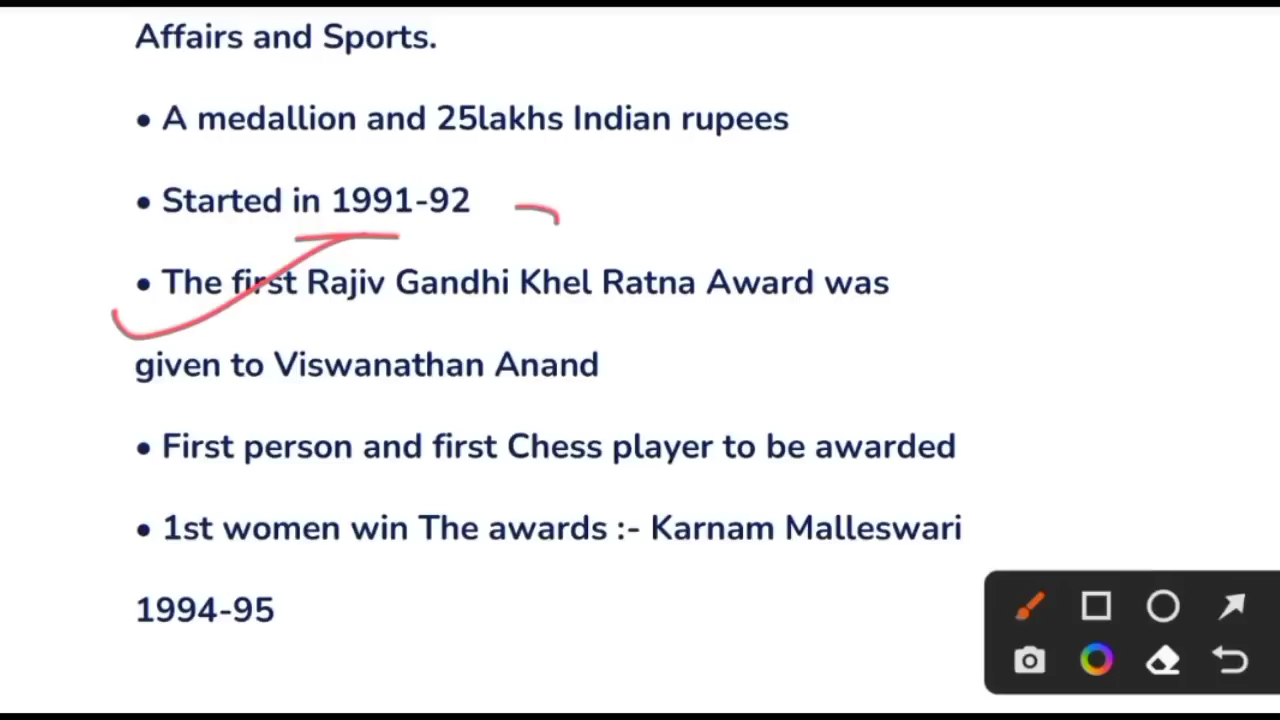 Affairs and Sports.
• A medallion and 25lakhs Indian rupees
• Started in 1991-92
• The first Rajiv Gandhi Khel Ratna Award was
given to Viswanathan Anand
• First person and first Chess player to be awarded
• 1st women win The awards :- Karnam Malleswari
1994-95